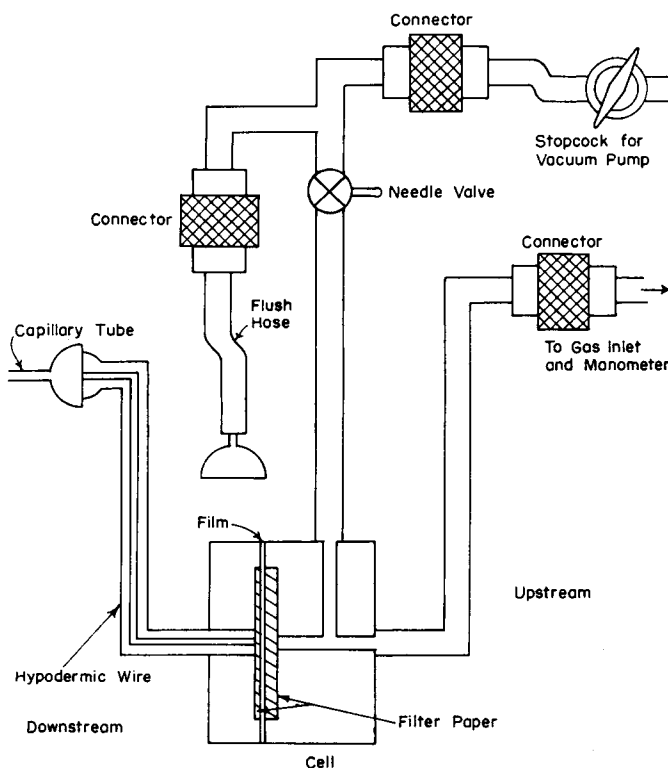 Connector
Stopcock for
Vacuum Pump
Needle Valve
Connector
Connector
Flush
Hose
Capillary Tube
To Gas Inlet
and Manometer
Film
Upstream
Hypodermic Wire
Filter Paper
Downstream
Cell